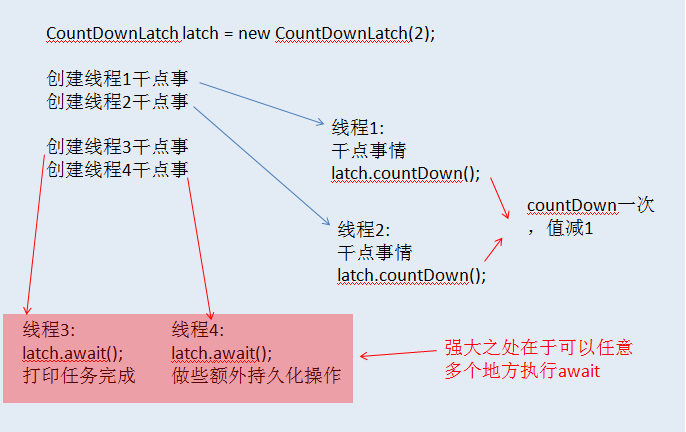 CountDownLatch latch = new CountDownLatch(2);
创建线程1干点事
创建线程2干点事
创建线程3干点事
创建线程4干点事
线程1:
干点事情
latch.countDown();
线程2:
干点事情
latch.countDown();
countDown一次
，值减1
线程3:
latch.await();
打印任务完成
线程4:
latch.await();
做些额外持久化操作
强大之处在于可以任意
多个地方执行await